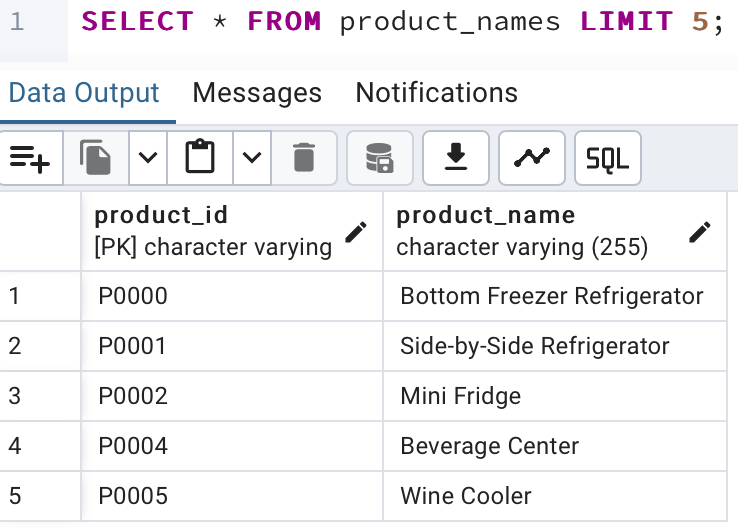 1 SELECT * FROM product_names LIMIT 5;
Data Output Messages Notifications
SQL
product_id product_name
[PK] character varying character varying (255)
1 P0000 Bottom Freezer Refrigerator
2 P0001 Side-by-Side Refrigerator
3 P0002 Mini Fridge
4 P0004 Beverage Center
5 P0005 Wine Cooler